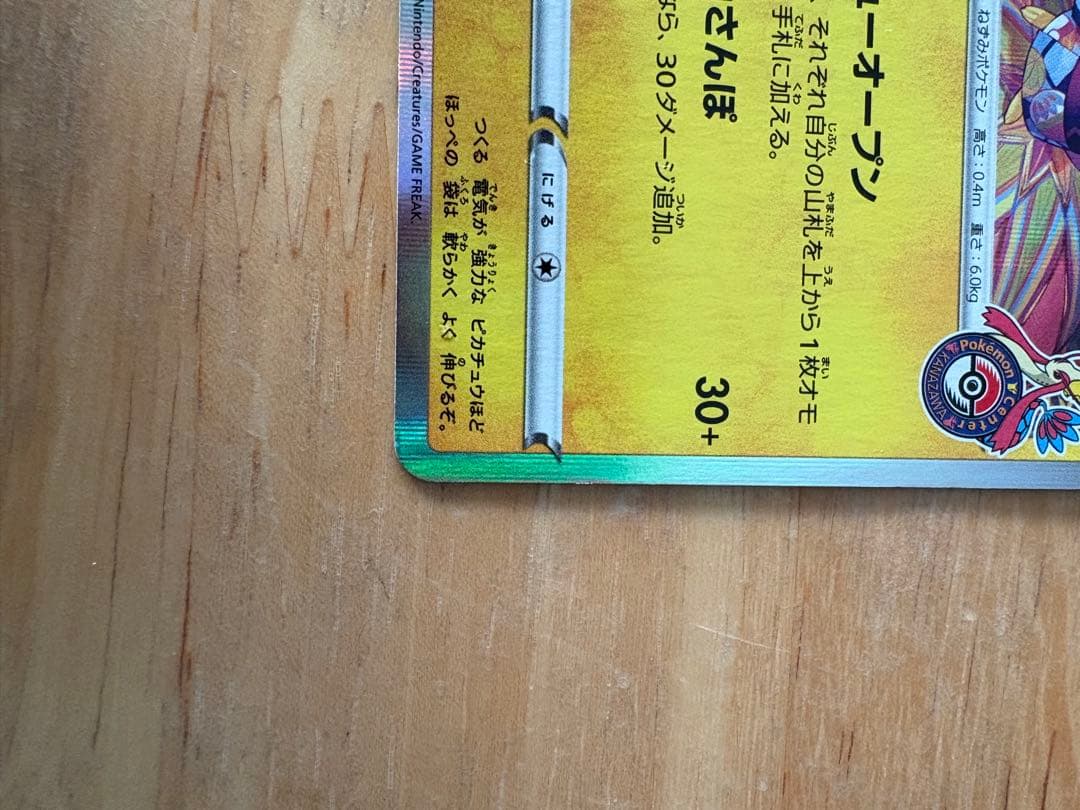 ねずみポケモン 高さ：0.4m 重さ：6.0kg
Pokémon Center
KANAZAWA
ューオープン
、それぞれ自分の山札を上から1枚オモ
手札に加える。
さんぽ 30+
なら、30ダメージ追加。
にげる
つくる 電気が 強力な ピカチュウほど
ほっぺの 袋は 軟らかく よく 伸びるぞ。
Nintendo/Creatures/GAME FREAK.